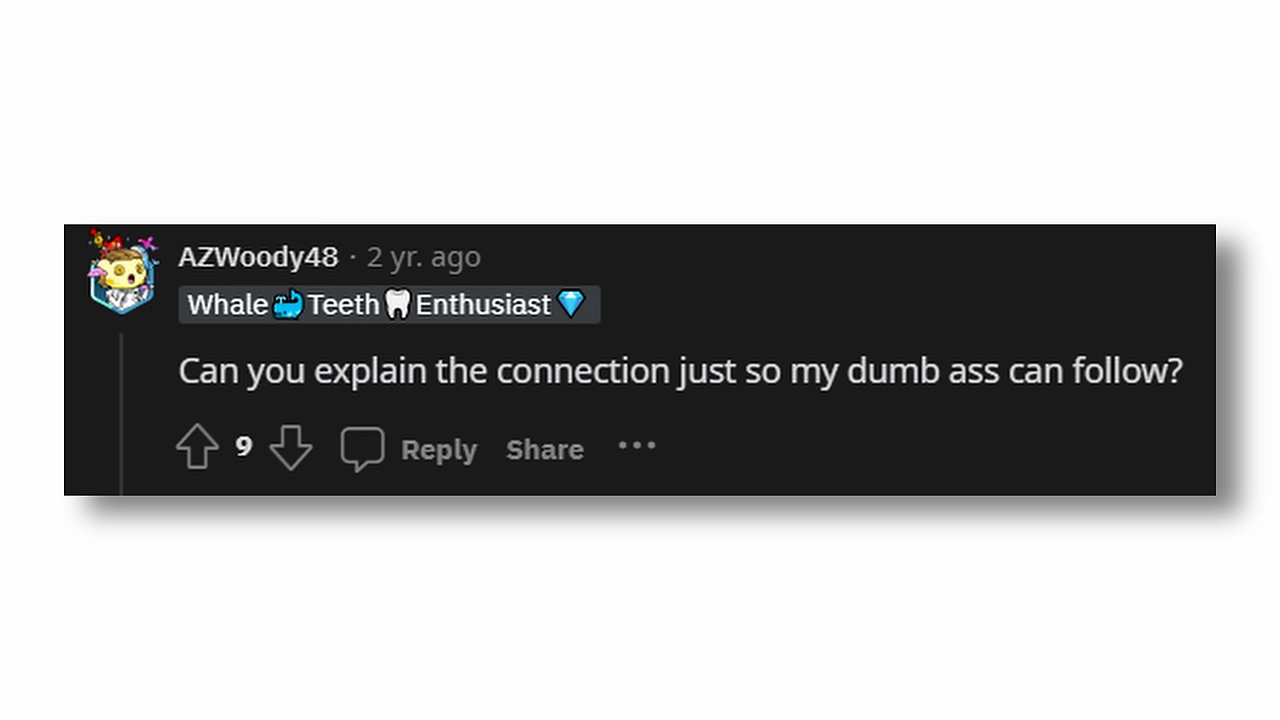 AZWoody48 · 2 yr. ago
Whale🐳Teeth🦷Enthusiast💎
Can you explain the connection just so my dumb ass can follow?
9 Reply Share ···